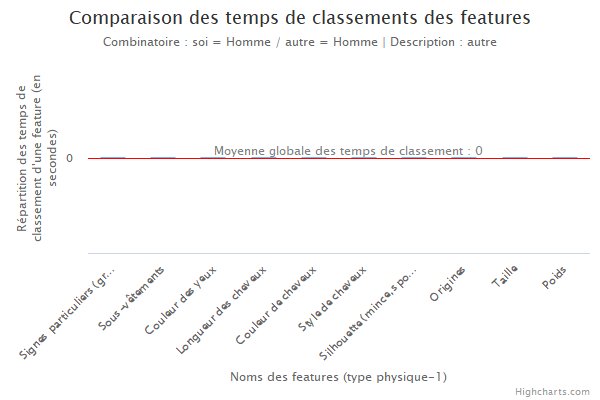 Comparaison des temps de classements des features
Combinatoire : soi = Homme / autre = Homme | Description : autre
Répartition des temps de
classement d'une feature (en
secondes)
0
Moyenne globale des temps de classement : 0
Signes particuliers (gr...
Sous-vêtements
Couleur des yeux
Longueur des cheveux
Couleur de cheveux
Style de cheveux
Silhouette (mince,s po...
Origines
Taille
Poids
Noms des features (type physique-1)
Highcharts.com